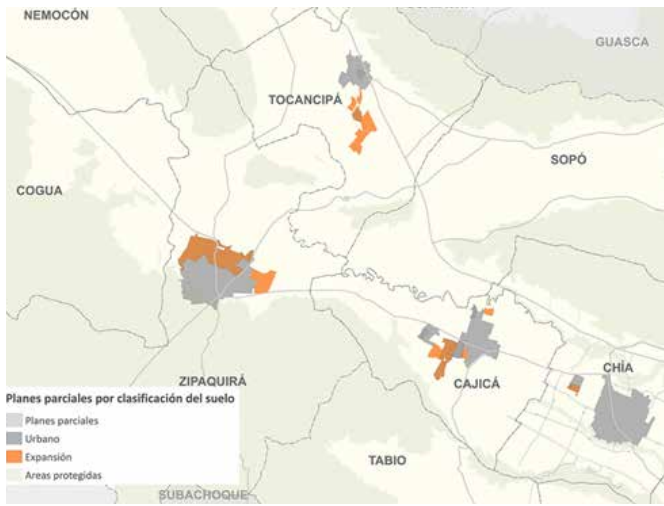 NEMOCÓN
GUASCA
TOCANCIPÁ
SOPÓ
COGUA
ZIPAQUIRÁ
CAJICÁ
CHÍA
TABIO
SUBACHOQUE
Planes parciales por clasificación del suelo
Planes parciales
Urbano
Expansión
Areas protegidas